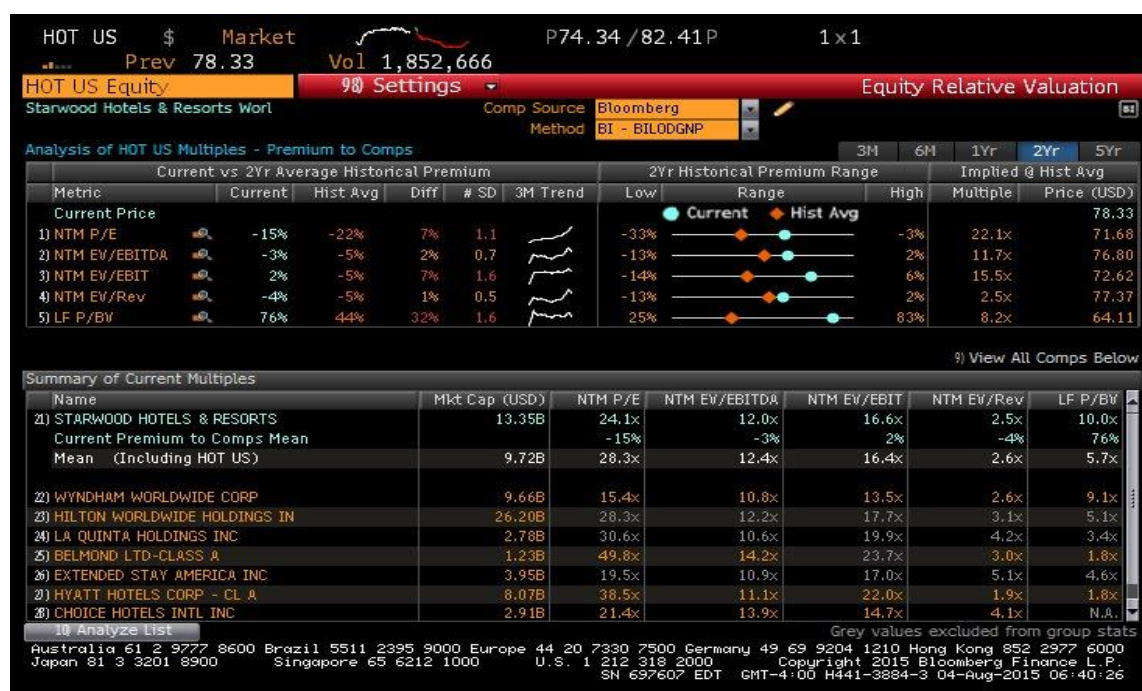 HOT US $ Market P74.34/82.41P 1x1
Prev 78.33 Vol 1,852,666
HOT US Equity 98) Settings Equity Relative Valuation
Starwood Hotels & Resorts Worl Comp Source Bloomberg
Method BI - BILODGNP
Analysis of HOT US Multiples - Premium to Comps 3M 6M 1Yr 2Yr 5Yr
Current vs 2Yr Average Historical Premium 2Yr Historical Premium Range Implied @ Hist Avg
Metric Current Hist Avg Diff # SD 3M Trend Low Range High Multiple Price (USD)
Current Price Current Hist Avg 78.33
1) NTM P/E -15% -22% 7% 1.1 -33% -3% 22.1x 71.68
2) NTM EV/EBITDA -3% -5% 2% 0.7 -13% 2% 11.7x 76.80
3) NTM EV/EBIT 2% -5% 7% 1.6 -14% 6% 15.5x 72.62
4) NTM EV/Rev -4% -5% 1% 0.5 -13% 2% 2.5x 77.37
5) LF P/BV 76% 44% 32% 1.6 25% 83% 8.2x 64.11
9) View All Comps Below
Summary of Current Multiples
Name Mkt Cap (USD) NTM P/E NTM EV/EBITDA NTM EV/EBIT NTM EV/Rev LF P/BV
21) STARWOOD HOTELS & RESORTS 13.35B 24.1x 12.0x 16.6x 2.5x 10.0x
Current Premium to Comps Mean -15% -3% 2% -4% 76%
Mean (Including HOT US) 9.72B 28.3x 12.4x 16.4x 2.6x 5.7x
22) WYNDHAM WORLDWIDE CORP 9.66B 15.4x 10.8x 13.5x 2.6x 9.1x
23) HILTON WORLDWIDE HOLDINGS IN 26.20B 28.3x 12.2x 17.7x 3.1x 5.1x
24) LA QUINTA HOLDINGS INC 2.78B 30.6x 10.6x 19.9x 4.2x 3.4x
25) BELMOND LTD-CLASS A 1.23B 49.8x 14.2x 23.7x 3.0x 1.8x
26) EXTENDED STAY AMERICA INC 3.95B 19.5x 10.9x 17.0x 5.1x 4.6x
27) HYATT HOTELS CORP - CL A 8.07B 38.5x 11.1x 22.0x 1.9x 1.8x
28) CHOICE HOTELS INTL INC 2.91B 21.4x 13.9x 14.7x 4.1x N.A.
10) Analyze List Grey values excluded from group stats
Australia 61 2 9777 8600 Brazil 5511 2395 9000 Europe 44 20 7330 7500 Germany 49 69 9204 1210 Hong Kong 852 2977 6000
Japan 81 3 3201 8900 Singapore 65 6212 1000 U.S. 1 212 318 2000 Copyright 2015 Bloomberg Finance L.P.
SN 697607 EDT GMT-4:00 H441-3884-3 04-Aug-2015 06:40:26